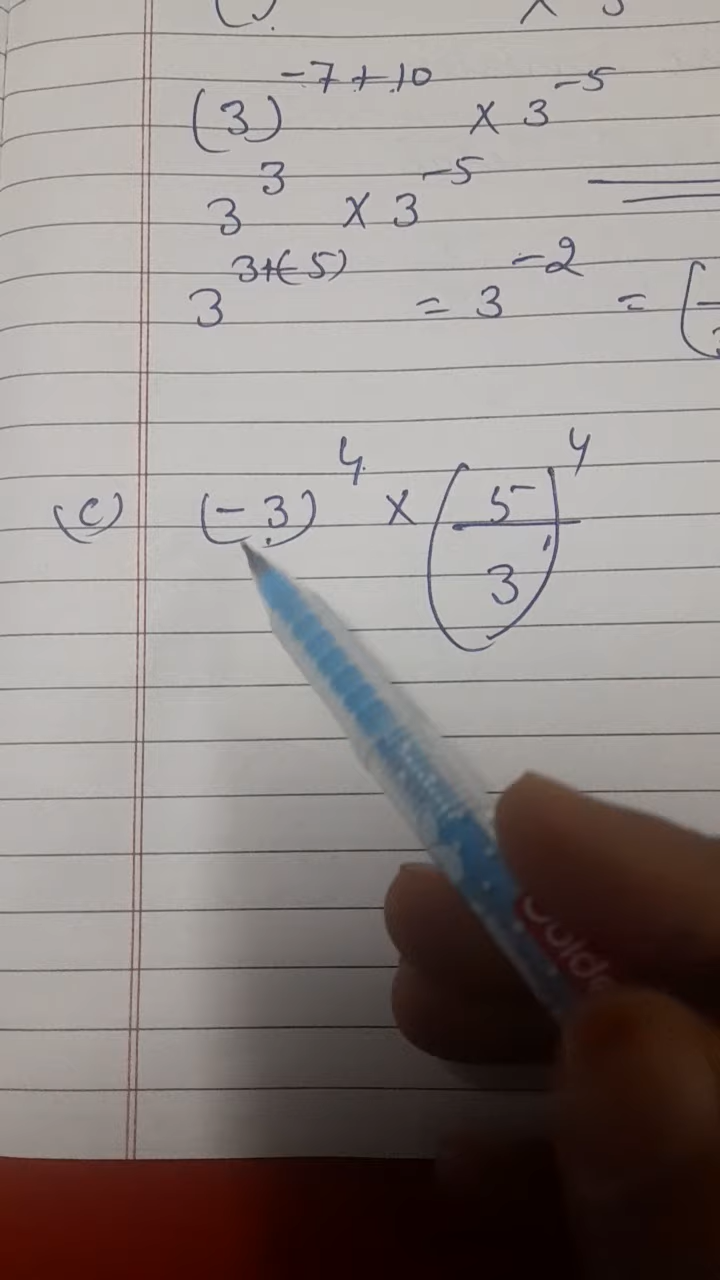 (3)^{-7+10} × 3^{-5}
3^{3} × 3^{-5}
3^{3+(-5)} = 3^{-2} =
(c) (-3)^{4} × (5/3)^{4}